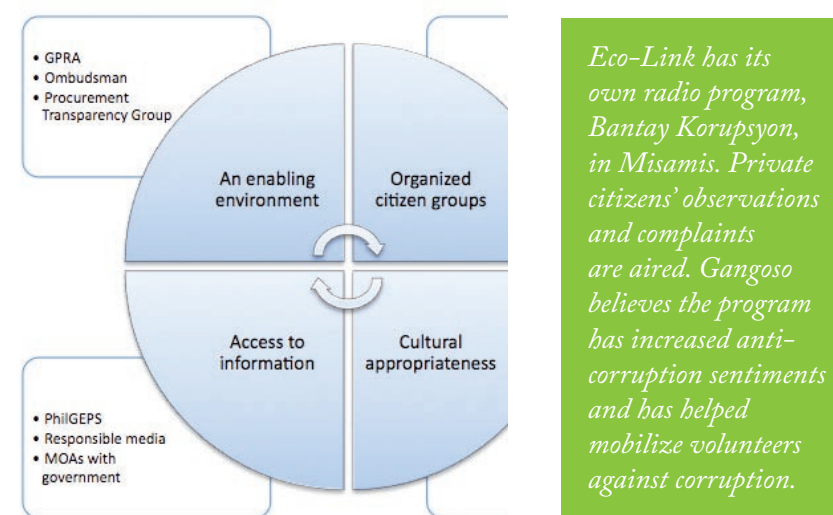 • GPRA
• Ombudsman
• Procurement
Transparency Group
An enabling
environment
Organized
citizen groups
Access to
information
Cultural
appropriateness
• PhilGEPS
• Responsible media
• MOAs with
government
Eco-Link has its
own radio program,
Bantay Korupsyon,
in Misamis. Private
citizens’ observations
and complaints
are aired. Gangoso
believes the program
has increased anti-
corruption sentiments
and has helped
mobilize volunteers
against corruption.